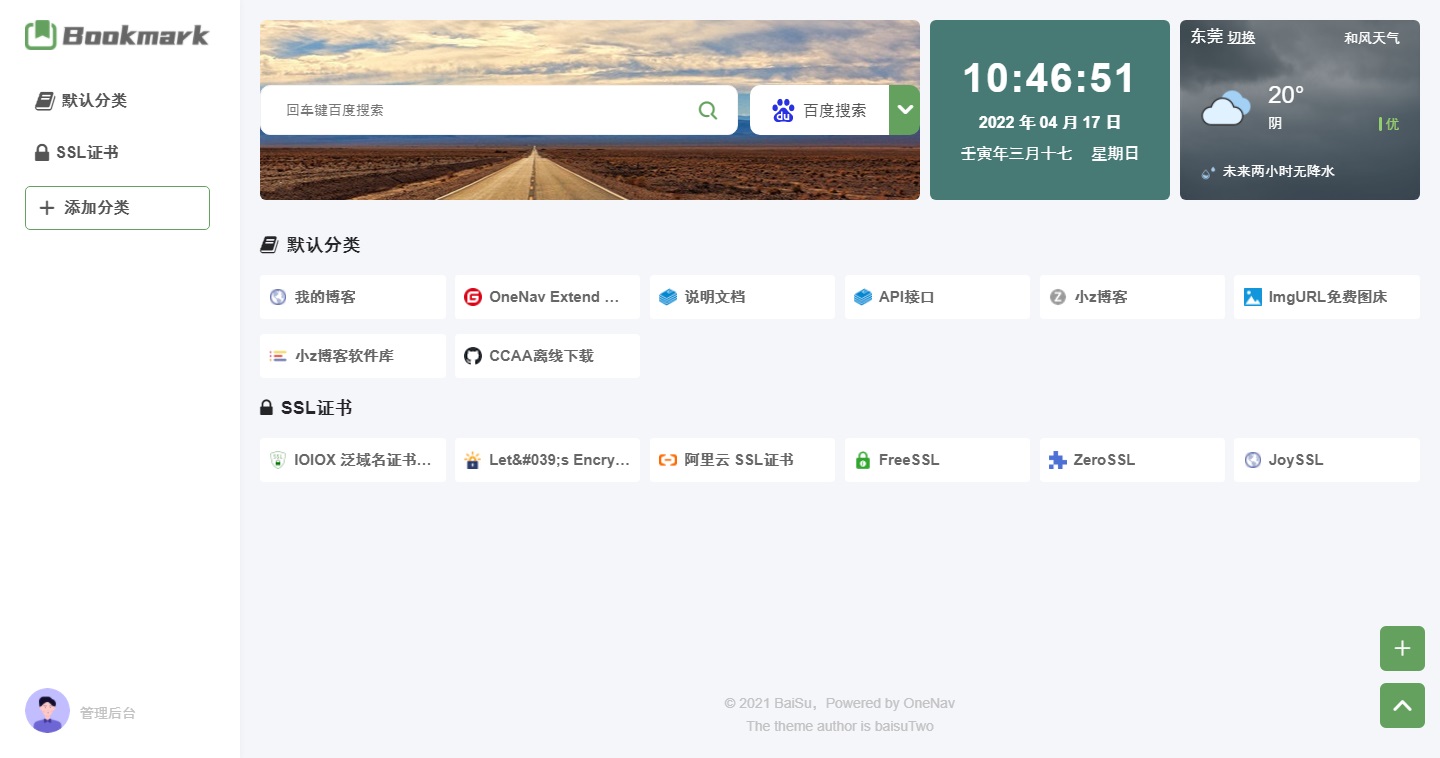 Bookmark
默认分类
SSL证书
添加分类
管理后台
回车键百度搜索
百度搜索
10:46:51
2022 年 04 月 17 日
壬寅年三月十七 星期日
东莞 切换 和风天气
20°
阴
优
未来两小时无降水
默认分类
我的博客 OneNav Extend ... 说明文档 API接口 小z博客 ImgURL免费图床
小z博客软件库 CCAA离线下载
SSL证书
IOIOX 泛域名证书... Let&#039;s Encry... 阿里云 SSL证书 FreeSSL ZeroSSL JoySSL
© 2021 BaiSu，Powered by OneNav
The theme author is baisuTwo